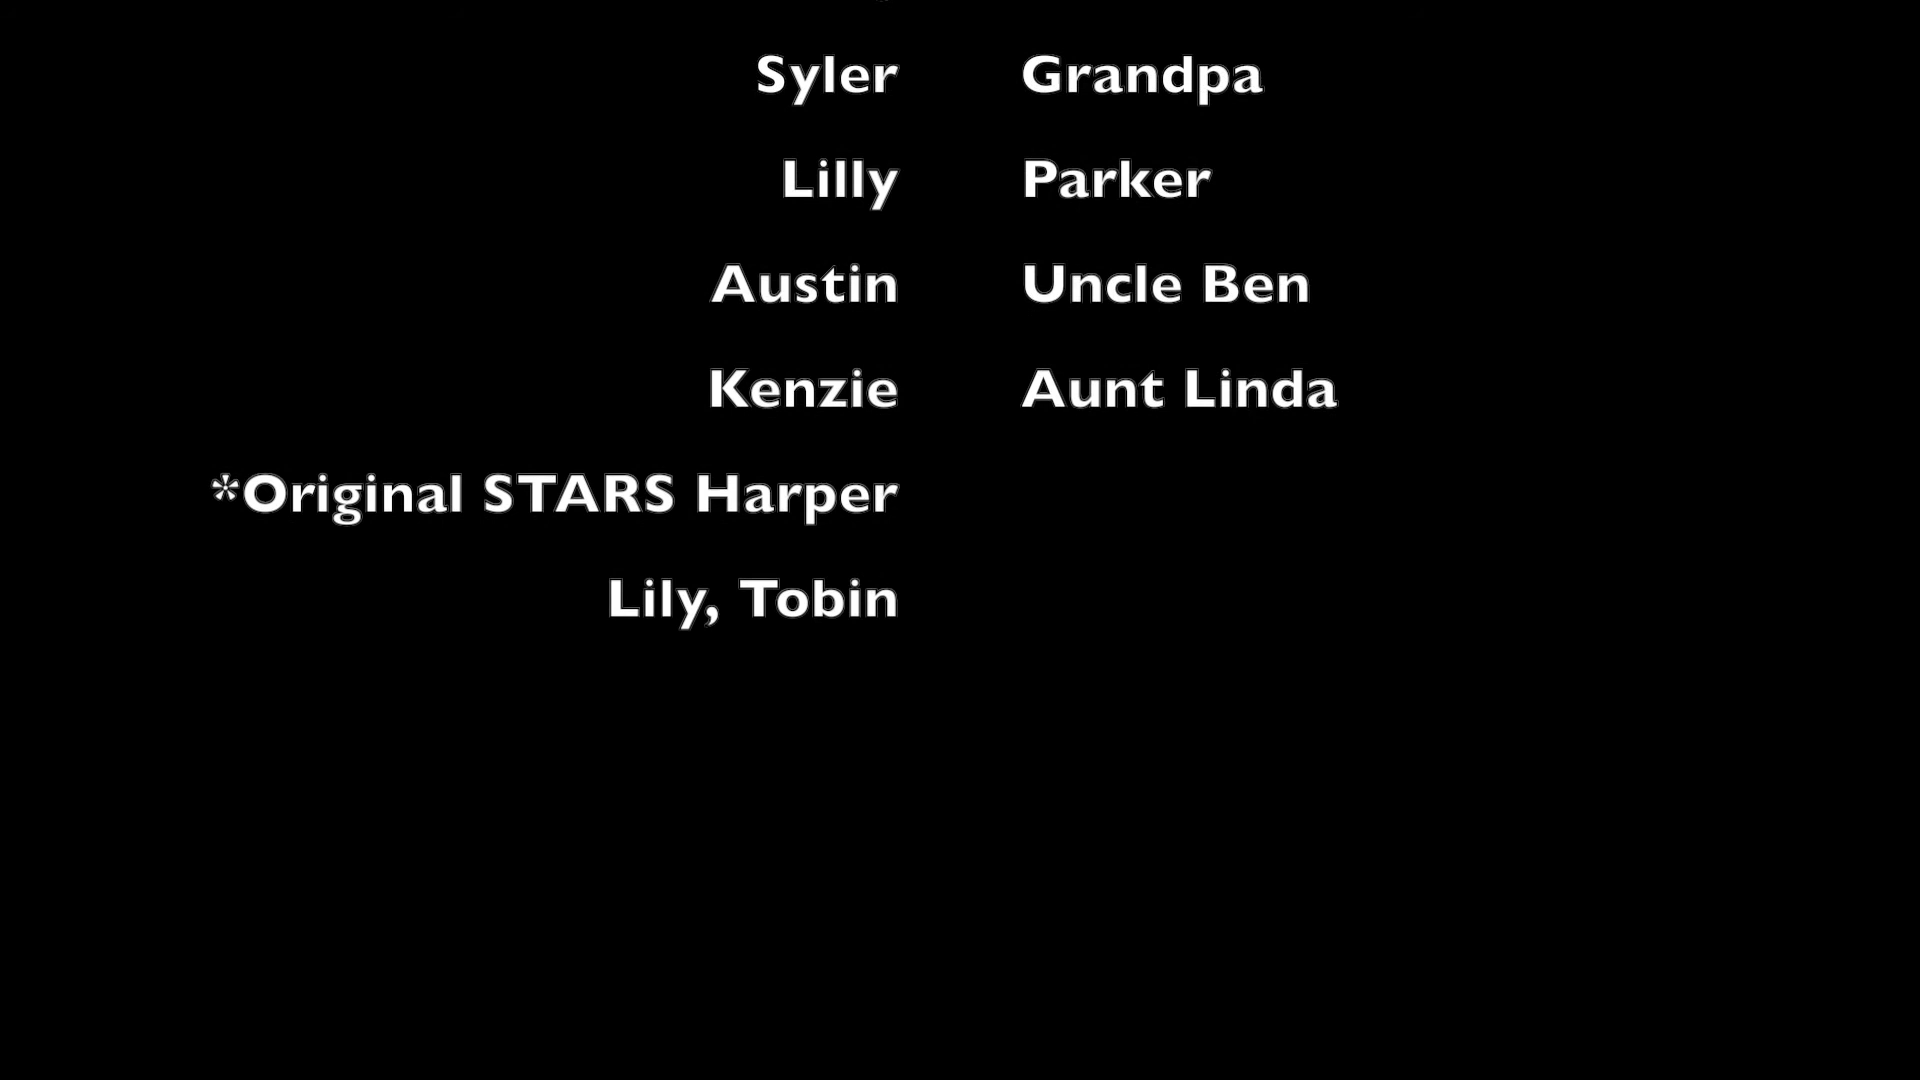 Syler Grandpa
Lilly Parker
Austin Uncle Ben
Kenzie Aunt Linda
*Original STARS Harper
Lily, Tobin